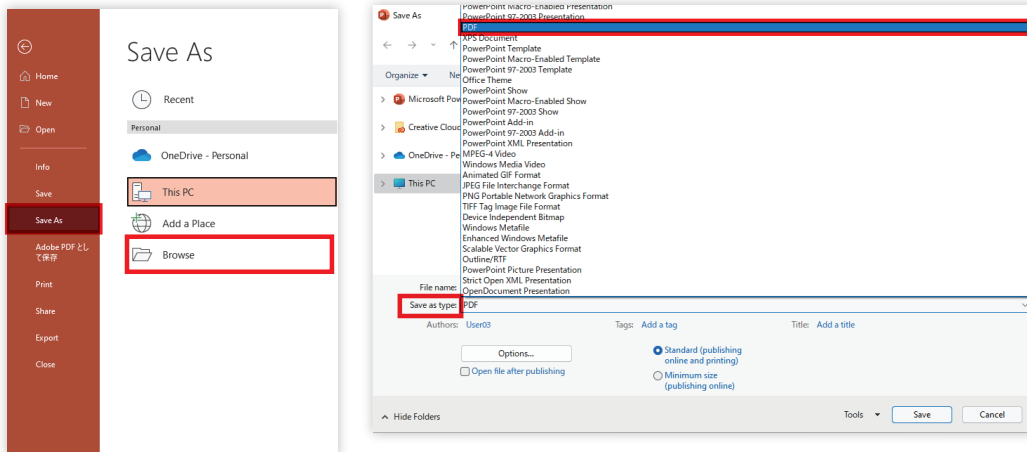 Save As
Home
New
Open
Info
Save
Save As
Adobe PDF とし
て保存
Print
Share
Export
Close
Recent
Personal
OneDrive - Personal
This PC
Add a Place
Browse
Save As
Organize
Ne
Microsoft Pow
Creative Cloud
OneDrive - Pe
This PC
PowerPoint Macro-Enabled Presentation
PowerPoint 97-2003 Presentation
PDF
XPS Document
PowerPoint Template
PowerPoint Macro-Enabled Template
PowerPoint 97-2003 Template
Office Theme
PowerPoint Show
PowerPoint Macro-Enabled Show
PowerPoint 97-2003 Show
PowerPoint Add-in
PowerPoint 97-2003 Add-in
PowerPoint XML Presentation
MPEG-4 Video
Windows Media Video
Animated GIF Format
JPEG File Interchange Format
PNG Portable Network Graphics Format
TIFF Tag Image File Format
Device Independent Bitmap
Windows Metafile
Enhanced Windows Metafile
Scalable Vector Graphics Format
Outline/RTF
PowerPoint Picture Presentation
Strict Open XML Presentation
OpenDocument Presentation
File name:
Save as type: PDF
Authors: User03 Tags: Add a tag Title: Add a title
Options...
Open file after publishing
Standard (publishing
online and printing)
Minimum size
(publishing online)
Hide Folders Tools Save Cancel